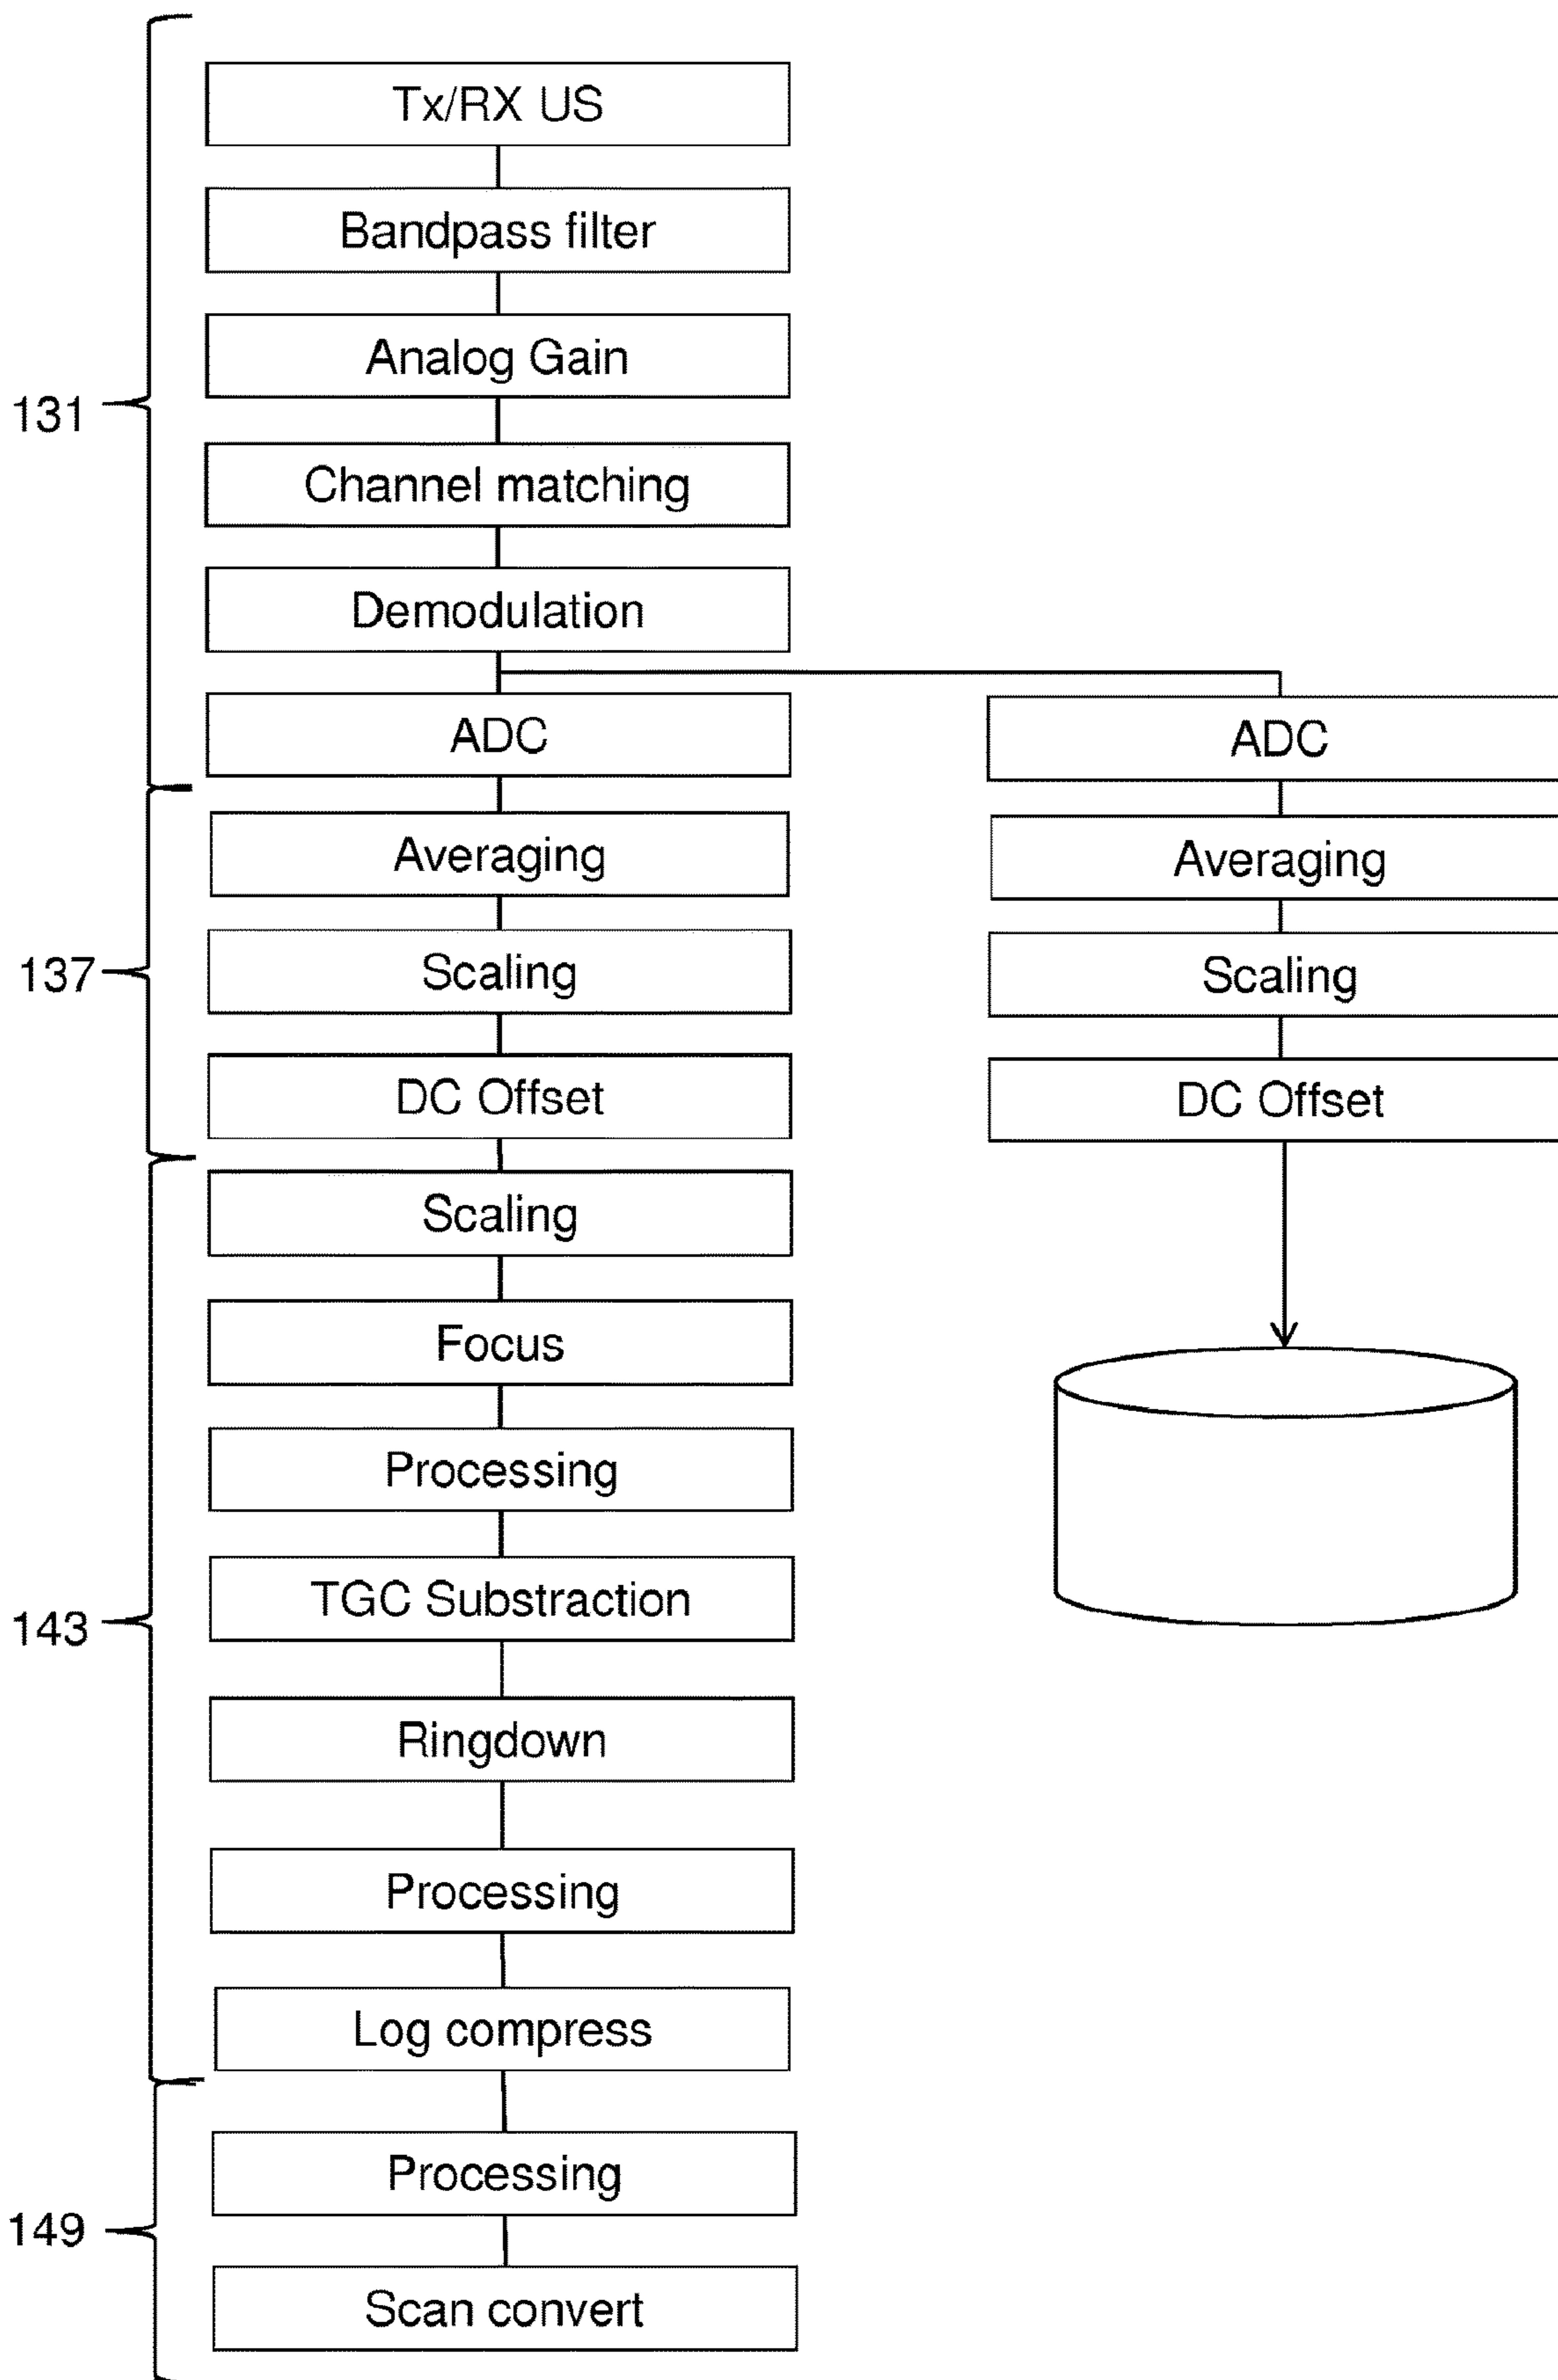 Tx/RX US
Bandpass filter
Analog Gain
131
Channel matching
Demodulation
ADC
ADC
Averaging
Averaging
137
Scaling
Scaling
DC Offset
DC Offset
Scaling
Focus
Processing
TGC Substraction
143
Ringdown
Processing
Log compress
Processing
149
Scan convert